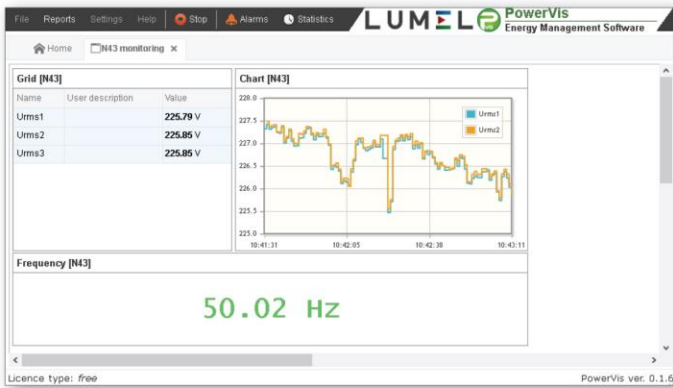 File Reports Settings Help Stop Alarms Statistics LUMEL PowerVis
Energy Management Software
Home N43 monitoring ×
Grid [N43] Chart [N43]
Name User description Value
Urms1 225.79 V
Urms2 225.85 V
Urms3 225.85 V
228.0
227.5
227.0
226.5
226.0
225.5
225.0
Urms1
Urms2
10:41:31 10:42:05 10:42:38 10:43:11
Frequency [N43]
50.02 Hz
Licence type: free PowerVis ver. 0.1.6